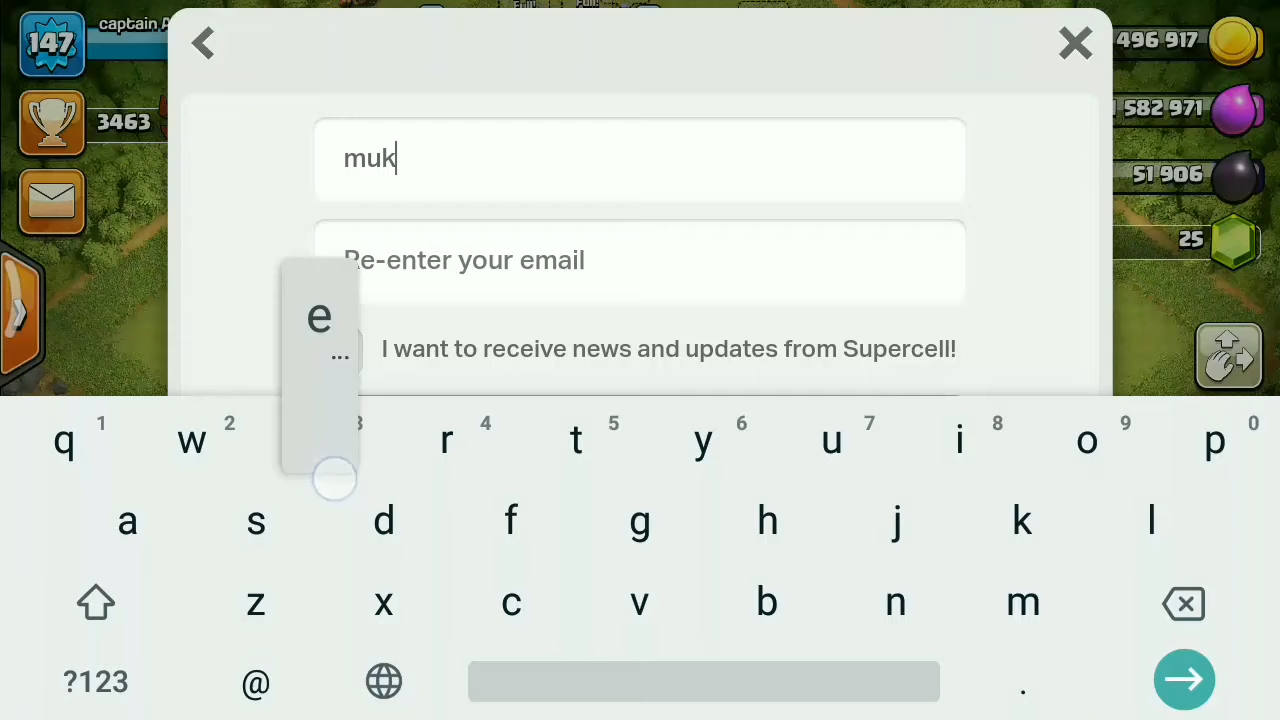 147
captain A
3463
496 917
582 971
51 906
25
muk
Re-enter your email
I want to receive news and updates from Supercell!
e
...
q 1 w 2 3 r 4 t 5 y 6 u 7 i 8 o 9 p 0
a s d f g h j k l
z x c v b n m
?123 @ .